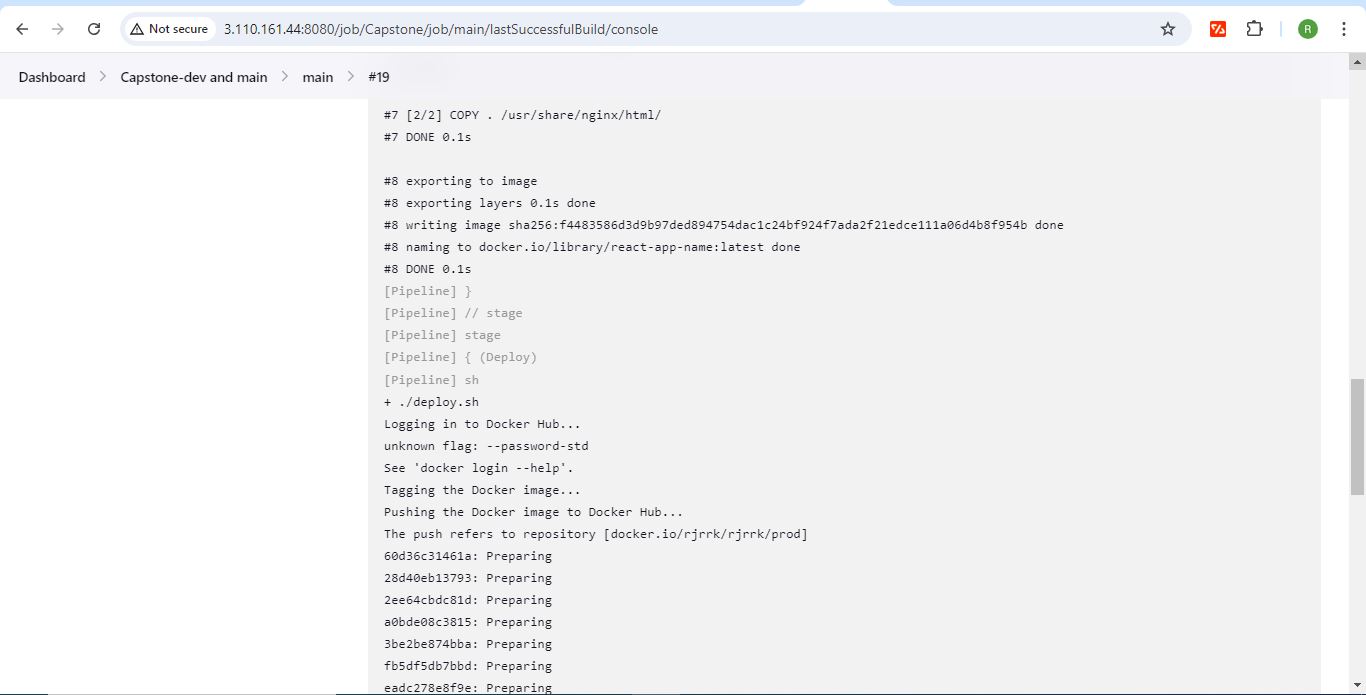 Not secure 3.110.161.44:8080/job/Capstone/job/main/lastSuccessfulBuild/console R
Dashboard Capstone-dev and main main #19
#7 [2/2] COPY . /usr/share/nginx/html/
#7 DONE 0.1s
#8 exporting to image
#8 exporting layers 0.1s done
#8 writing image sha256:f4483586d3d9b97ded894754dac1c24bf924f7ada2f21edce111a06d4b8f954b done
#8 naming to docker.io/library/react-app-name:latest done
#8 DONE 0.1s
[Pipeline] }
[Pipeline] // stage
[Pipeline] stage
[Pipeline] { (Deploy)
[Pipeline] sh
+ ./deploy.sh
Logging in to Docker Hub...
unknown flag: --password-std
See 'docker login --help'.
Tagging the Docker image...
Pushing the Docker image to Docker Hub...
The push refers to repository [docker.io/rjrrk/rjrrk/prod]
60d36c31461a: Preparing
28d40eb13793: Preparing
2ee64cbdc81d: Preparing
a0bde08c3815: Preparing
3be2be874bba: Preparing
fb5df5db7bbd: Preparing
eadc278e8f9e: Preparing